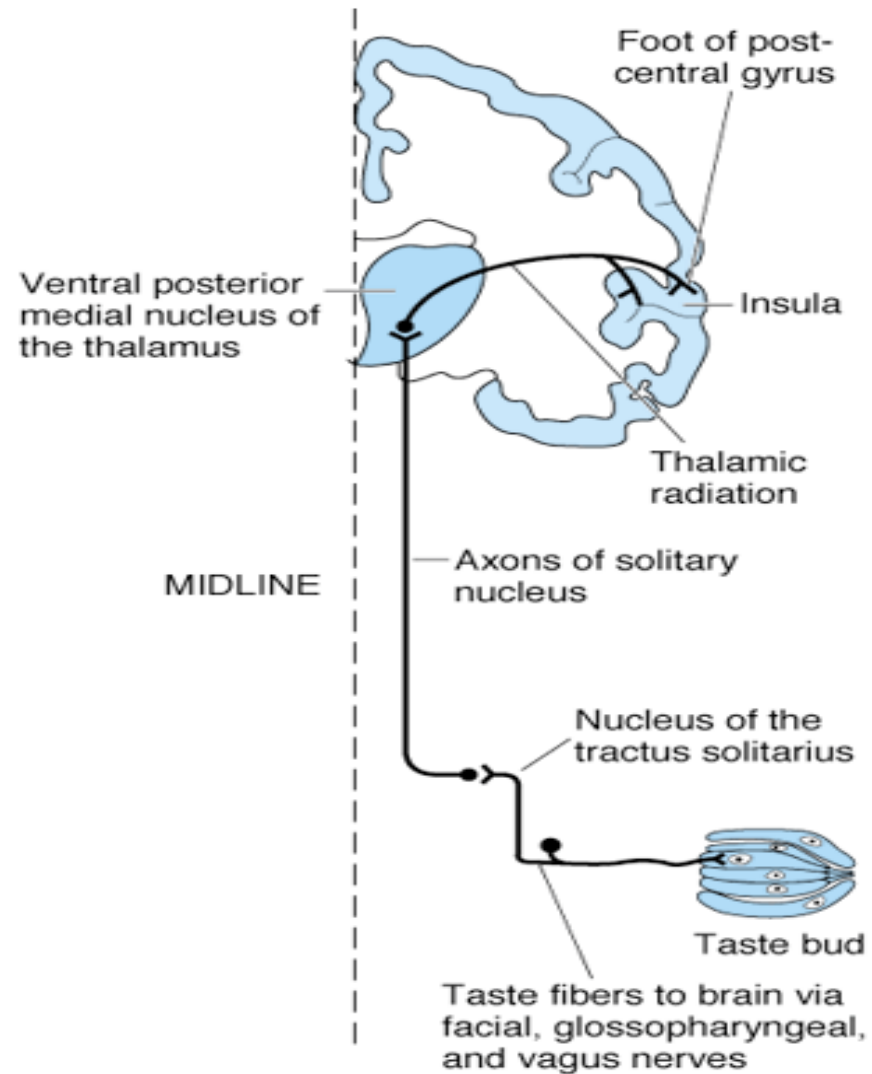 Foot of post-
central gyrus
Ventral posterior
medial nucleus of
the thalamus
Insula
Thalamic
radiation
Axons of solitary
nucleus
MIDLINE
Nucleus of the
tractus solitarius
Taste bud
Taste fibers to brain via
facial, glossopharyngeal,
and vagus nerves